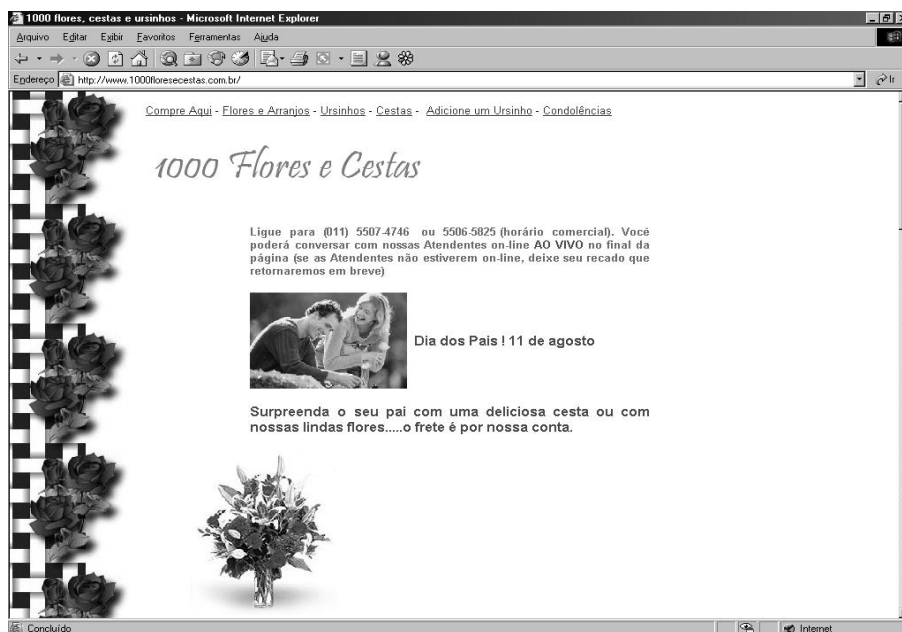 1000 flores, cestas e ursinhos - Microsoft Internet Explorer
Arquivo Editar Exibir Favoritos Ferramentas Ajuda
Endereço http://www.1000floresecestas.com.br/ Ir
Compre Aqui - Flores e Arranjos - Ursinhos - Cestas - Adicione um Ursinho - Condolências
1000 Flores e Cestas
Ligue para (011) 5507-4746 ou 5506-5825 (horário comercial). Você
poderá conversar com nossas Atendentes on-line AO VIVO no final da
página (se as Atendentes não estiverem on-line, deixe seu recado que
retornaremos em breve)
Dia dos Pais ! 11 de agosto
Surpreenda o seu pai com uma deliciosa cesta ou com
nossas lindas flores.....o frete é por nossa conta.
Concluído Internet